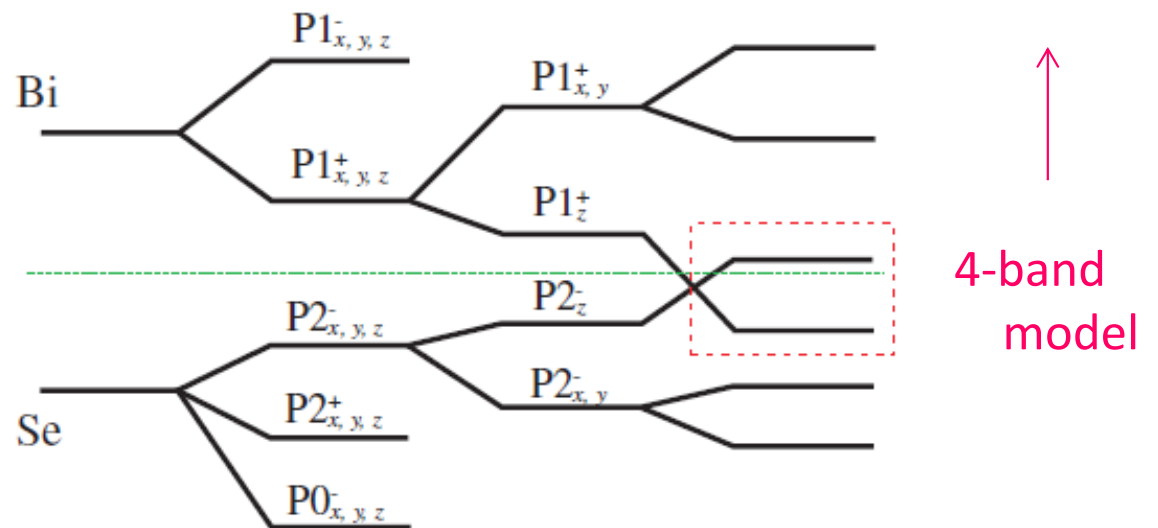 Bi
P1⁻x, y, z
P1⁺x, y, z
P1⁺x, y
P1⁺z
P2⁻x, y, z
P2⁻z
P2⁻x, y
P2⁺x, y, z
P0⁻x, y, z
Se
4-band
model